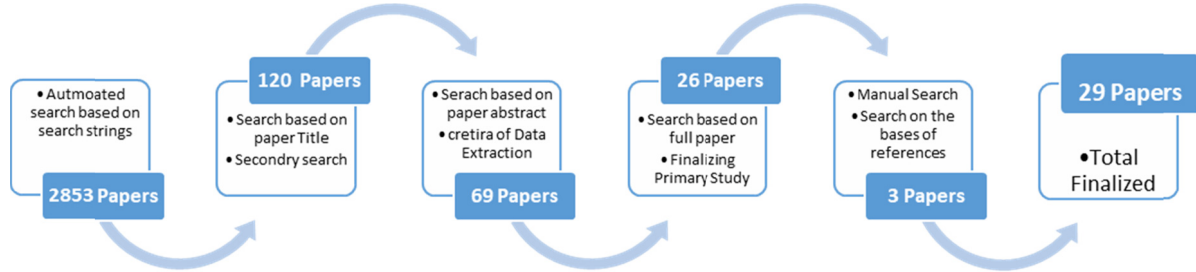 • Autmoated
search based on
search strings
2853 Papers
120 Papers
• Search based on
paper Title
• Secondry search
• Serach based on
paper abstract
• cretira of Data
Extraction
69 Papers
26 Papers
• Search based on
full paper
• Finalizing
Primary Study
• Manual Search
• Search on the
bases of
references
3 Papers
29 Papers
• Total
Finalized